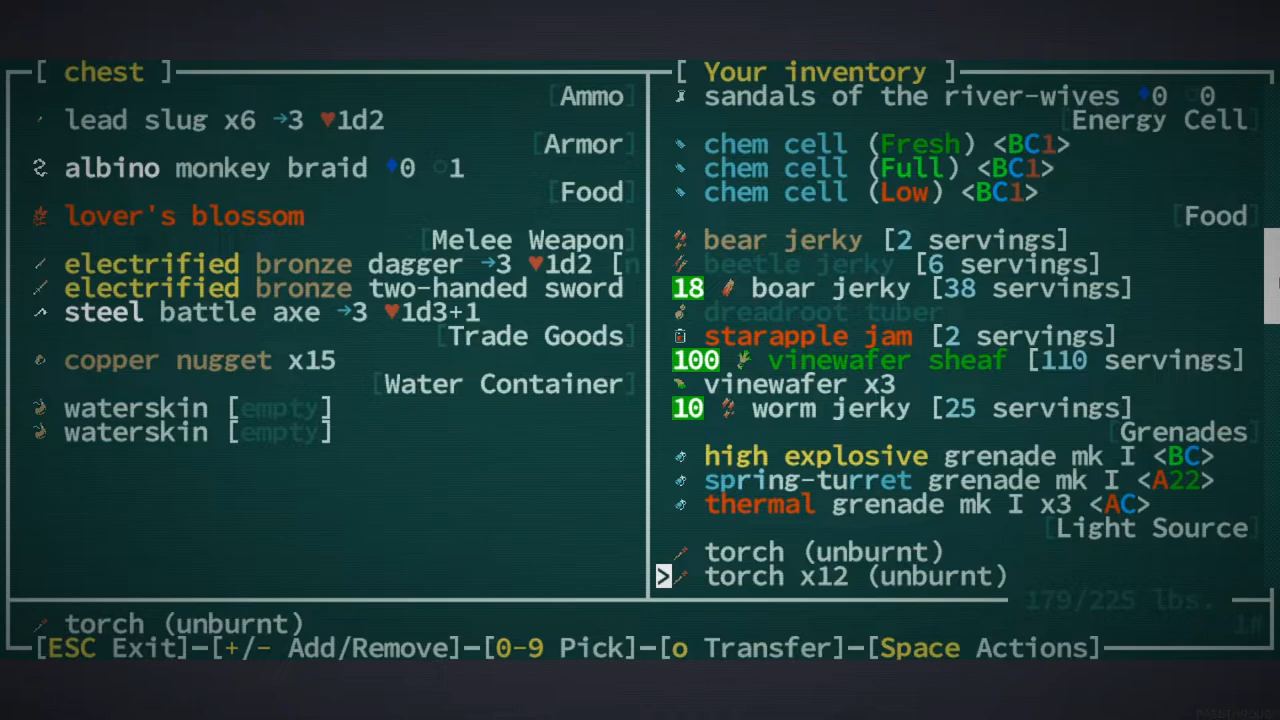 [ chest ]
[Ammo]
lead slug x6 →3 ♥1d2
[Armor]
albino monkey braid ♦0 ○1
[Food]
lover's blossom
[Melee Weapon]
electrified bronze dagger →3 ♥1d2 [n
electrified bronze two-handed sword
steel battle axe →3 ♥1d3+1
[Trade Goods]
copper nugget x15
[Water Container]
waterskin [empty]
waterskin [empty]
[ Your inventory ]
sandals of the river-wives ♦0 ○0
[Energy Cell]
chem cell (Fresh) <BC1>
chem cell (Full) <BC1>
chem cell (Low) <BC1>
[Food]
bear jerky [2 servings]
beetle jerky [6 servings]
18 boar jerky [38 servings]
dreadroot tuber
starapple jam [2 servings]
100 vinewafer sheaf [110 servings]
vinewafer x3
10 worm jerky [25 servings]
[Grenades]
high explosive grenade mk I <BC>
spring-turret grenade mk I <A22>
thermal grenade mk I x3 <AC>
[Light Source]
torch (unburnt)
> torch x12 (unburnt)
179/225 lbs.
torch (unburnt)
[ESC Exit]-[+/- Add/Remove]-[0-9 Pick]-[o Transfer]-[Space Actions]